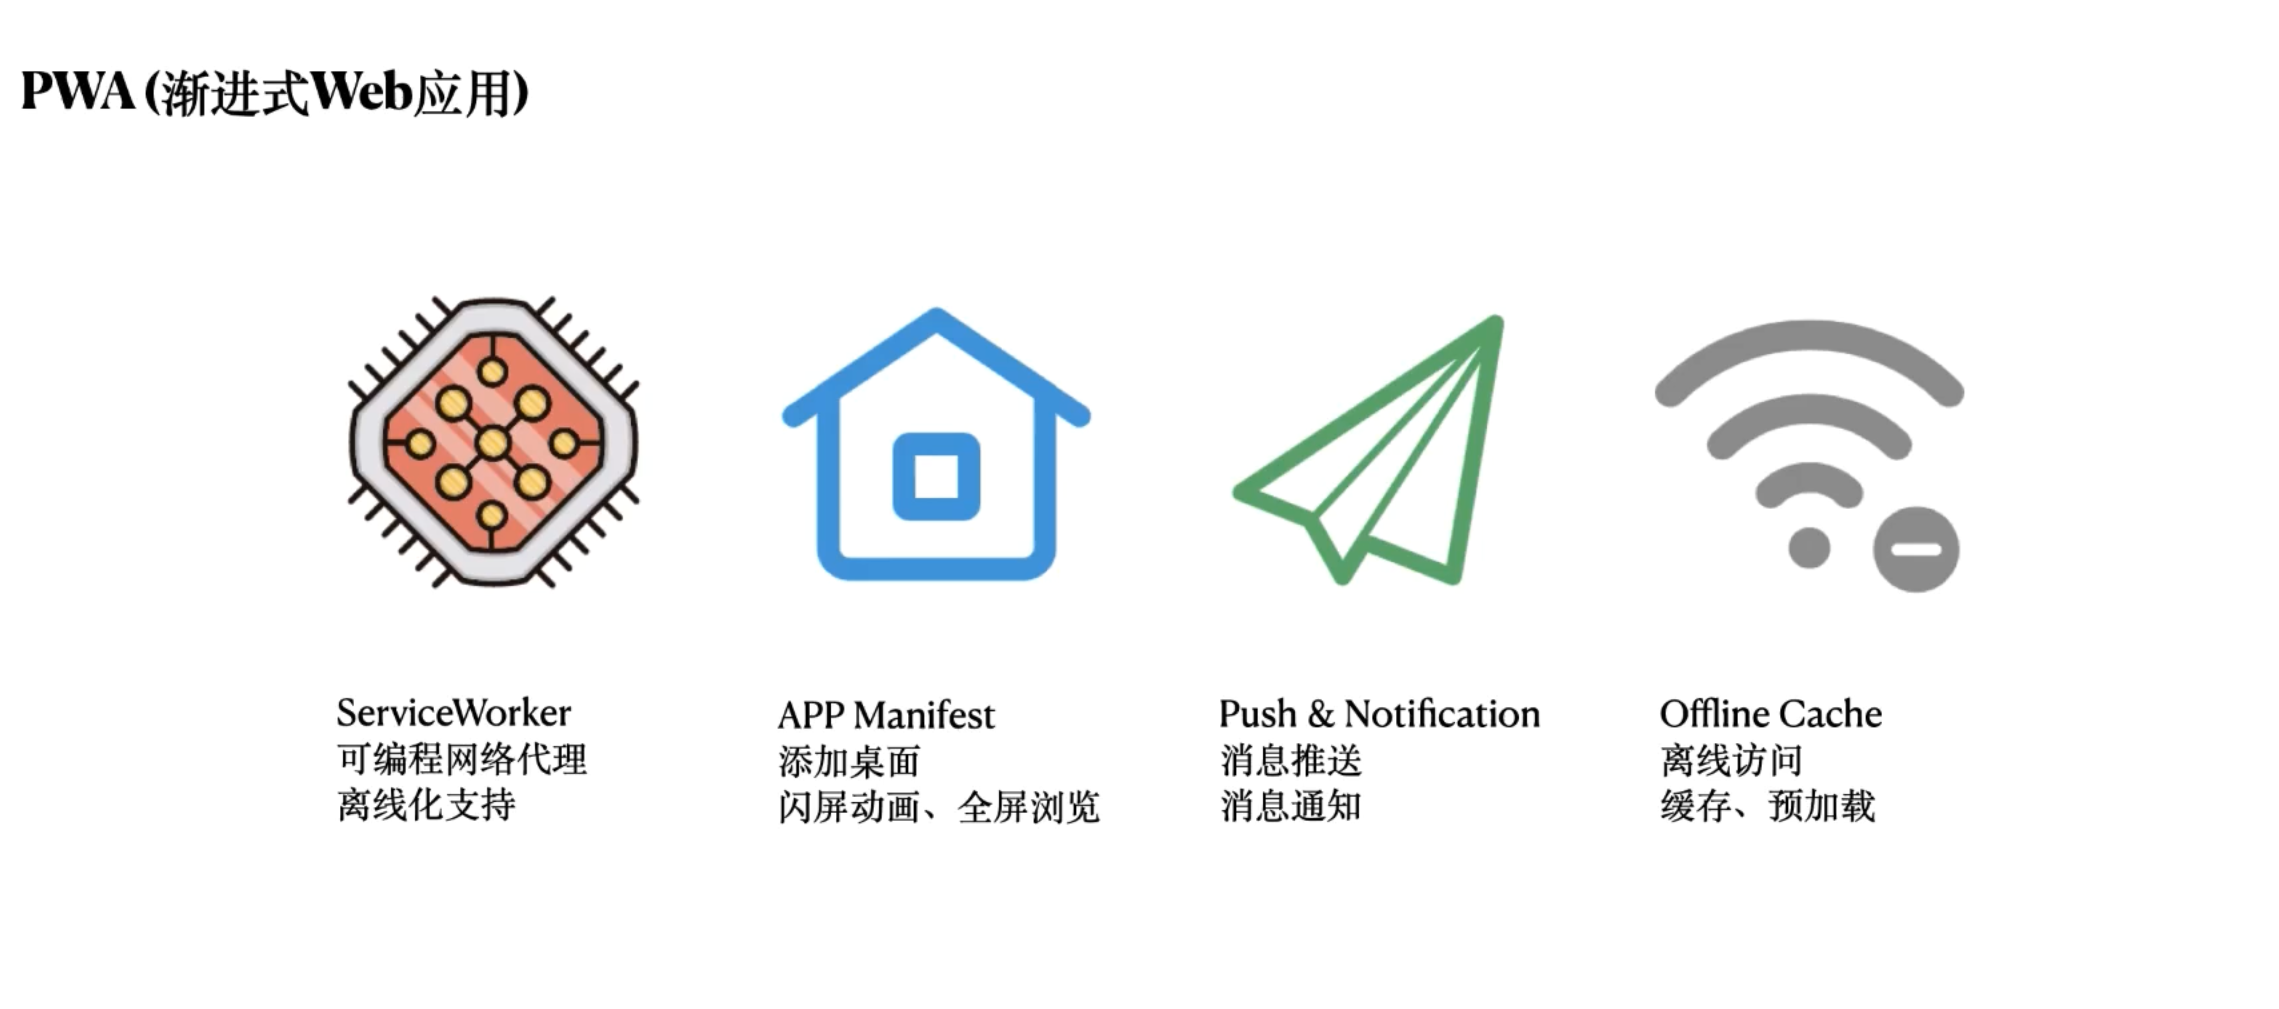 PWA (渐进式Web应用)
ServiceWorker
可编程网络代理
离线化支持
APP Manifest
添加桌面
闪屏动画、全屏浏览
Push & Notification
消息推送
消息通知
Offline Cache
离线访问
缓存、预加载